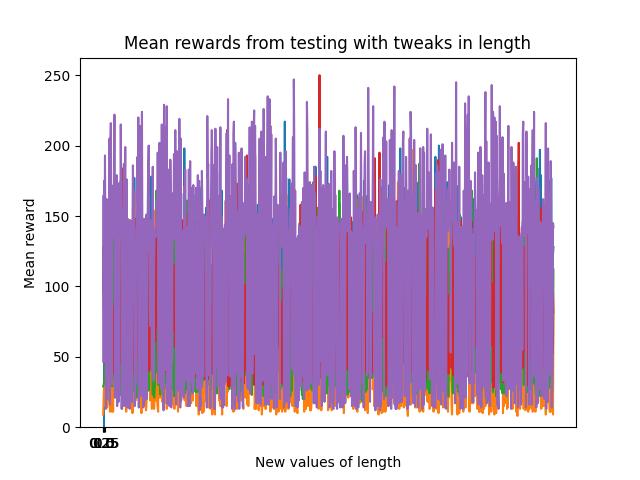 Mean rewards from testing with tweaks in length
250
200
150
100
50
0
Mean reward
New values of length